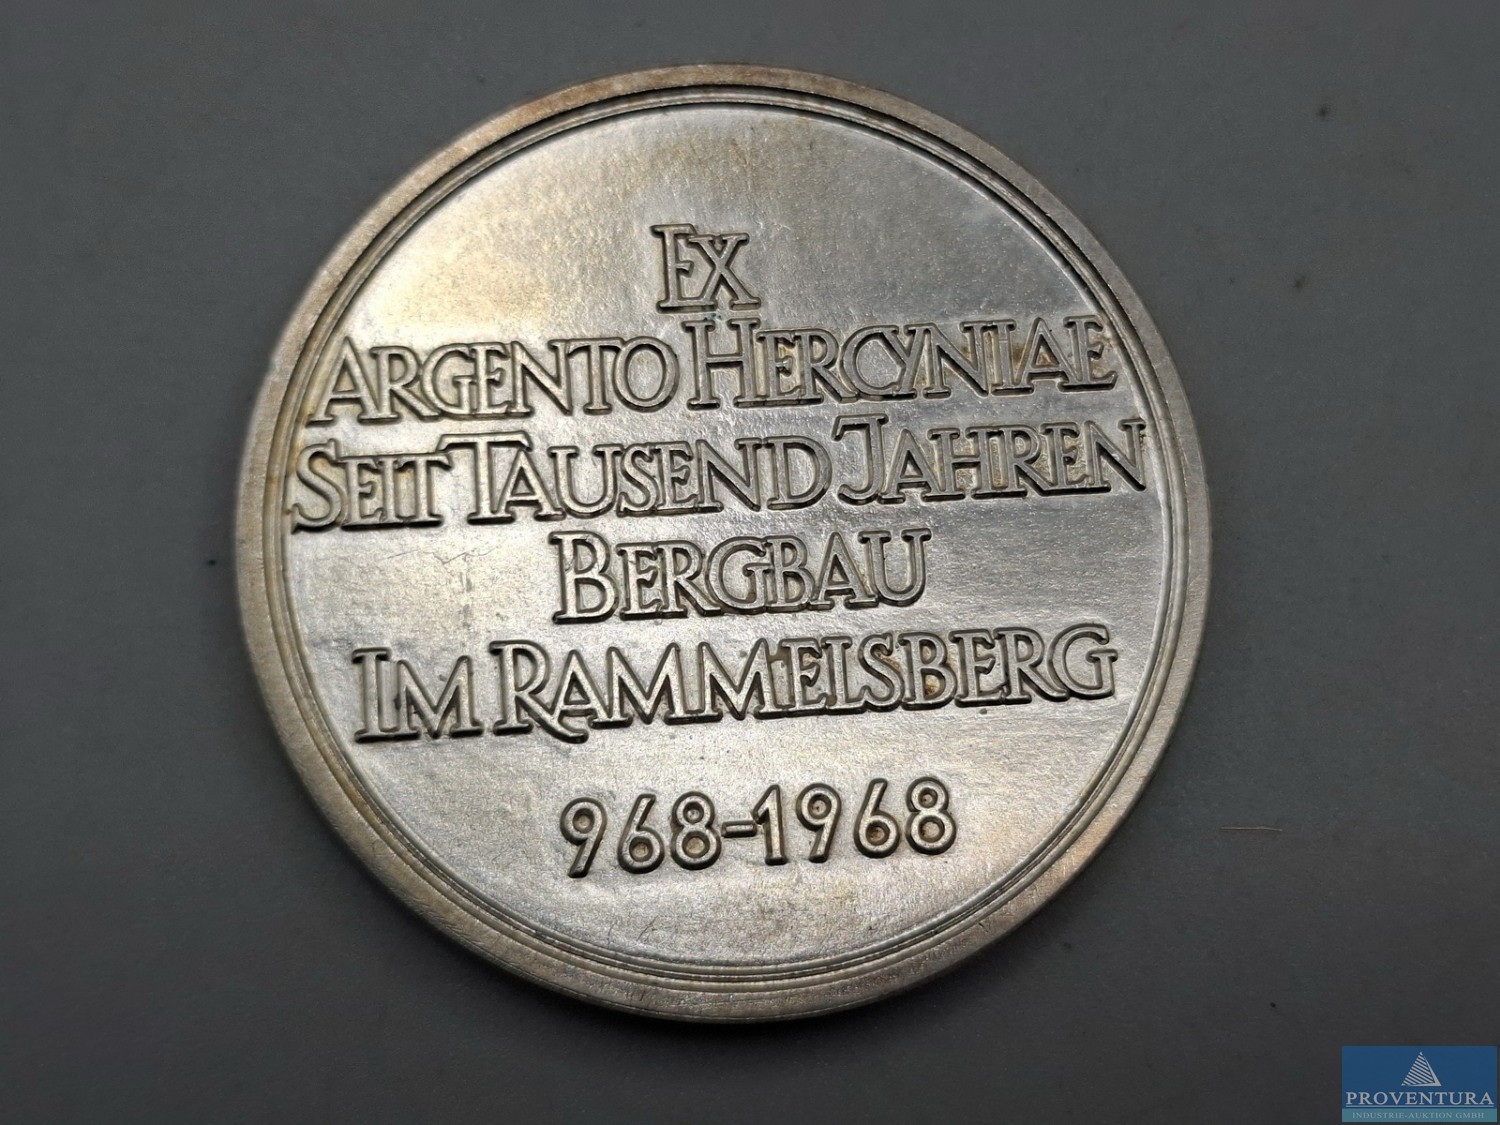 EX
ARGENTO HERCYNIAE
SEIT TAUSEND JAHREN
BERGBAU
IM RAMMELSBERG
968-1968
PROVENTURA
INDUSTRIE-AUKTION GMBH